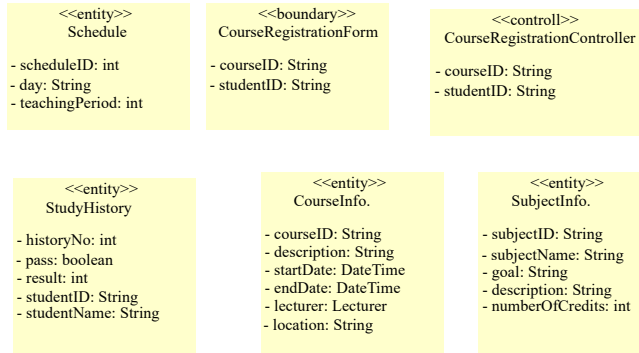 <<entity>>
Schedule
- scheduleID: int
- day: String
- teachingPeriod: int
<<boundary>>
CourseRegistrationForm
- courseID: String
- studentID: String
<<controll>>
CourseRegistrationController
- courseID: String
- studentID: String
<<entity>>
StudyHistory
- historyNo: int
- pass: boolean
- result: int
- studentID: String
- studentName: String
<<entity>>
CourseInfo.
- courseID: String
- description: String
- startDate: DateTime
- endDate: DateTime
- lecturer: Lecturer
- location: String
<<entity>>
SubjectInfo.
- subjectID: String
- subjectName: String
- goal: String
- description: String
- numberOfCredits: int